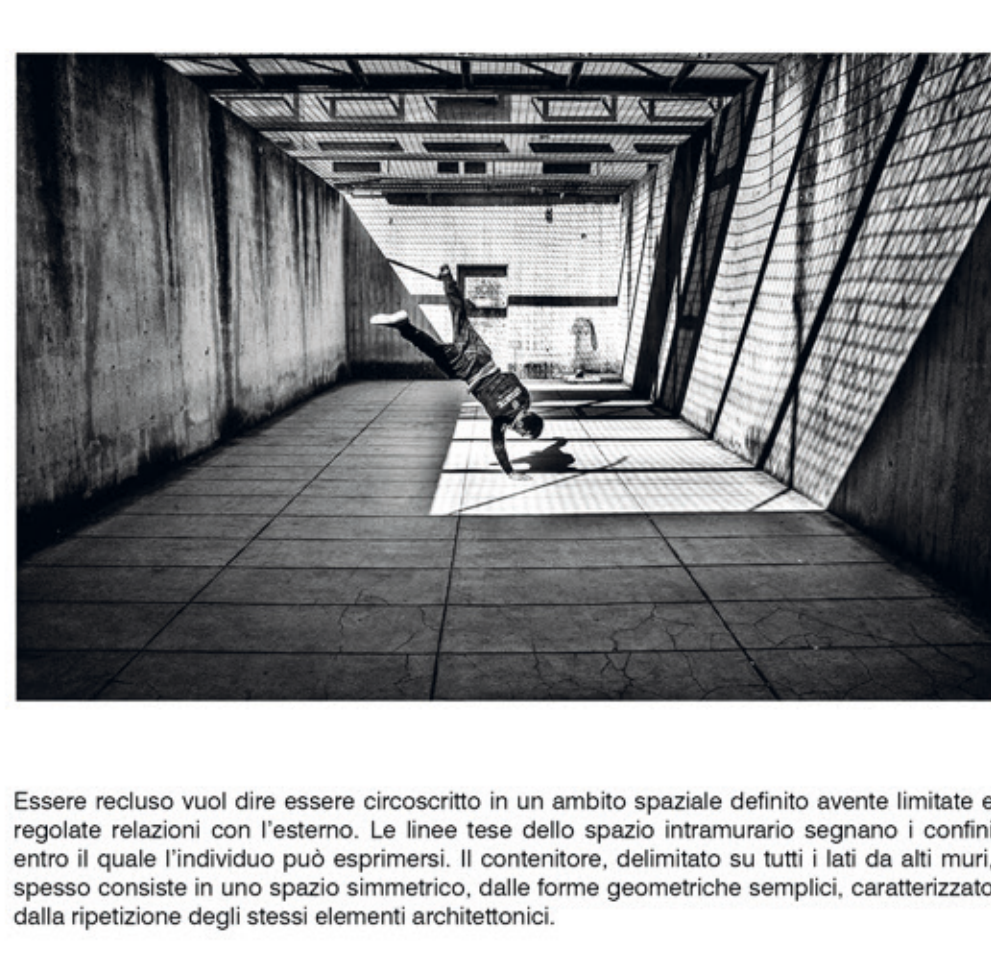 Essere recluso vuol dire essere circoscritto in un ambito spaziale definito avente limitate e
regolate relazioni con l'esterno. Le linee tese dello spazio intramurario segnano i confini
entro il quale l'individuo può esprimersi. Il contenitore, delimitato su tutti i lati da alti muri,
spesso consiste in uno spazio simmetrico, dalle forme geometriche semplici, caratterizzato
dalla ripetizione degli stessi elementi architettonici.